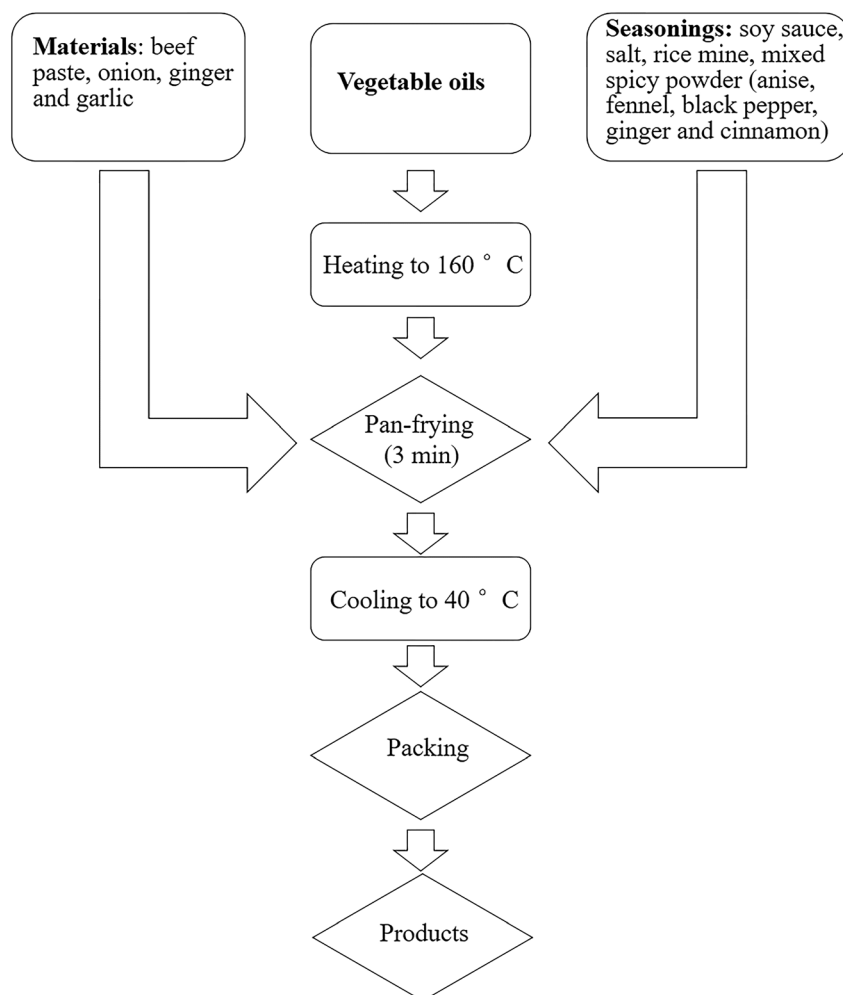 Materials: beef
paste, onion, ginger
and garlic
Vegetable oils
Seasonings: soy sauce,
salt, rice mine, mixed
spicy powder (anise,
fennel, black pepper,
ginger and cinnamon)
Heating to 160 ° C
Pan-frying
(3 min)
Cooling to 40 ° C
Packing
Products